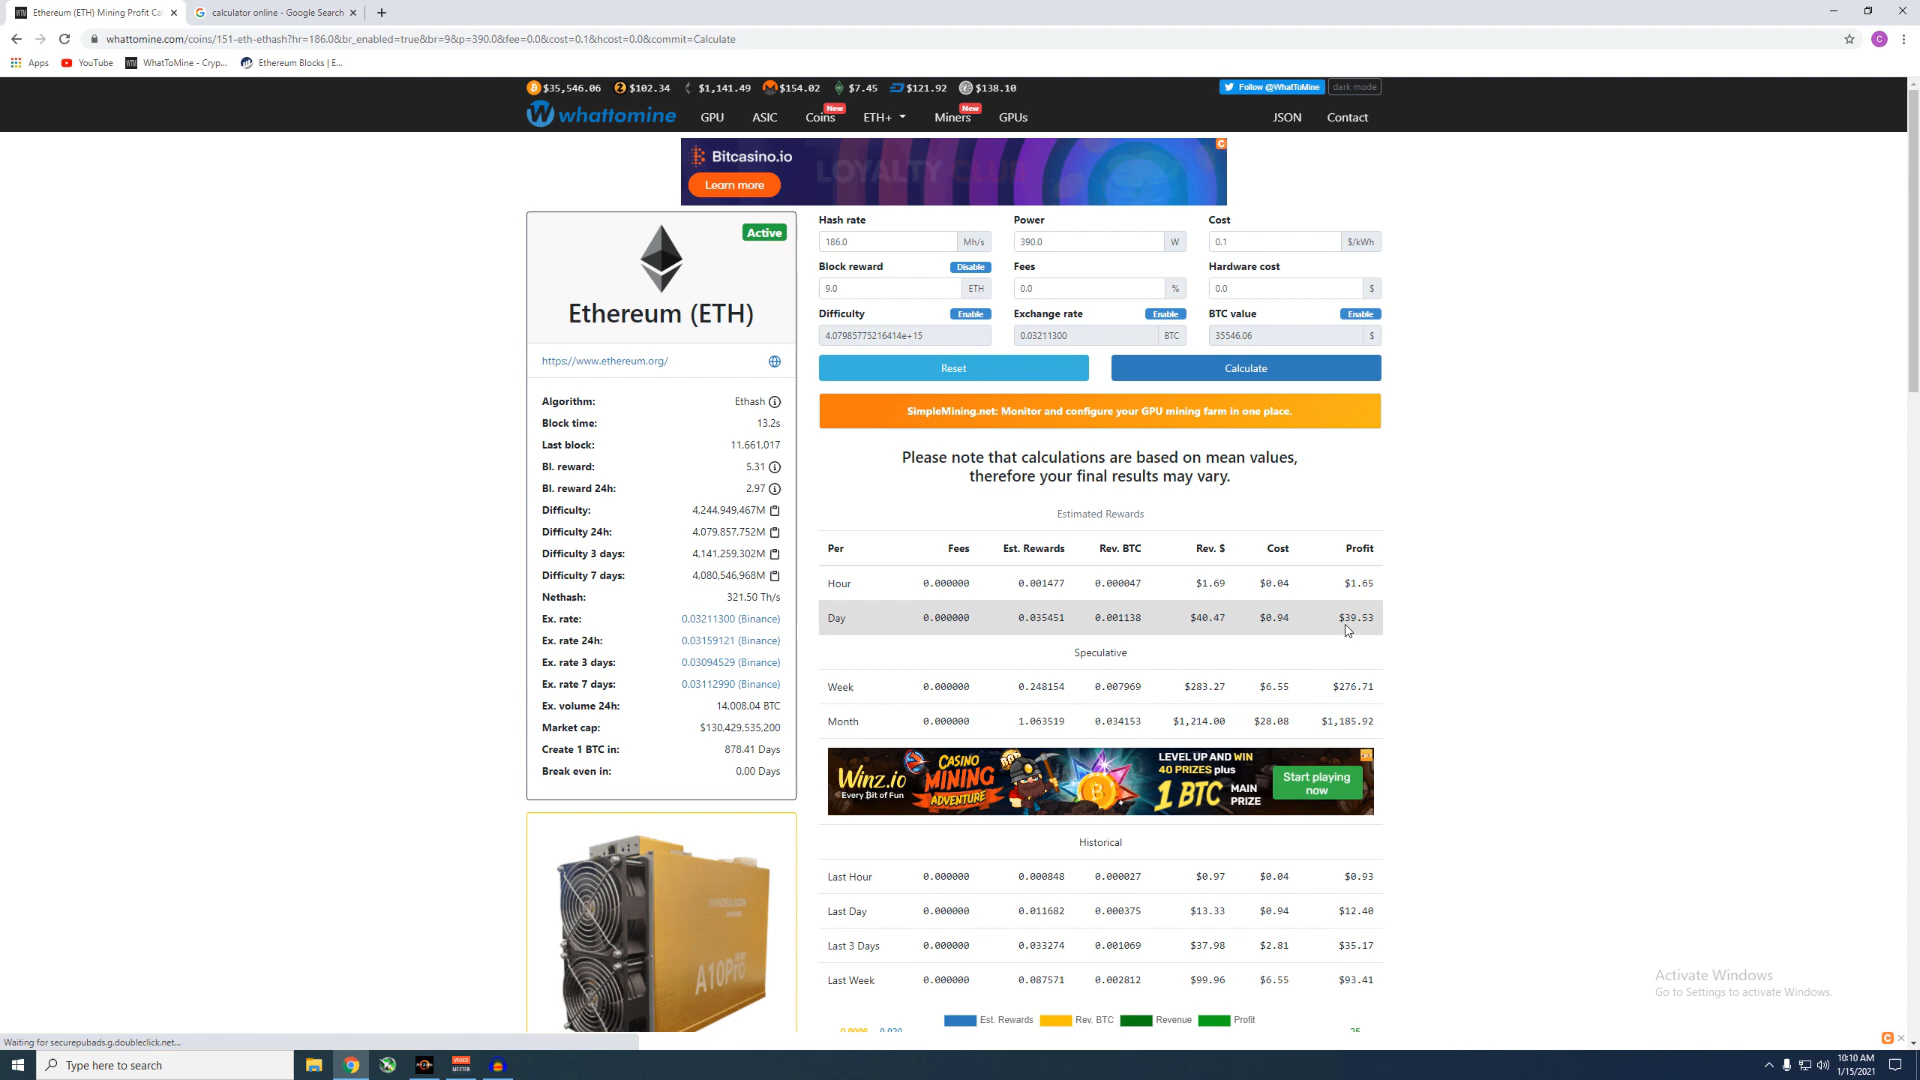 Ethereum (ETH) Mining Profit Ca
calculator online - Google Search
whattomine.com/coins/151-eth-ethash?hr=186.0&br_enabled=true&br=9&p=390.0&fee=0.0&cost=0.1&hcost=0.0&commit=Calculate
C
Apps YouTube WhatToMine - Cryp... Ethereum Blocks | E...
$35,546.06 $102.34 $1,141.49 $154.02 $7.45 $121.92 $138.10
Follow @WhatToMine dark mode
whattomine GPU ASIC Coins New ETH+ Miners New GPUs JSON Contact
Bitcasino.io
LOYALTY CLUB
Learn more
Active
Ethereum (ETH)
https://www.ethereum.org/
Algorithm: Ethash
Block time: 13.2s
Last block: 11,661,017
Bl. reward: 5.31
Bl. reward 24h: 2.97
Difficulty: 4,244,949,467M
Difficulty 24h: 4,079,857,752M
Difficulty 3 days: 4,141,259,302M
Difficulty 7 days: 4,080,546,968M
Nethash: 321.50 Th/s
Ex. rate: 0.03211300 (Binance)
Ex. rate 24h: 0.03159121 (Binance)
Ex. rate 3 days: 0.03094529 (Binance)
Ex. rate 7 days: 0.03112990 (Binance)
Ex. volume 24h: 14,008.04 BTC
Market cap: $130,429,535,200
Create 1 BTC in: 878.41 Days
Break even in: 0.00 Days
A10Pro
Hash rate Power Cost
186.0 Mh/s 390.0 W 0.1 $/kWh
Block reward Disable Fees Hardware cost
9.0 ETH 0.0 % 0.0 $
Difficulty Enable Exchange rate Enable BTC value Enable
4.07985775216414e+15 0.03211300 BTC 35546.06 $
Reset Calculate
SimpleMining.net: Monitor and configure your GPU mining farm in one place.
Please note that calculations are based on mean values,
therefore your final results may vary.
Estimated Rewards
Per Fees Est. Rewards Rev. BTC Rev. $ Cost Profit
Hour 0.000000 0.001477 0.000047 $1.69 $0.04 $1.65
Day 0.000000 0.035451 0.001138 $40.47 $0.94 $39.53
Speculative
Week 0.000000 0.248154 0.007969 $283.27 $6.55 $276.71
Month 0.000000 1.063519 0.034153 $1,214.00 $28.08 $1,185.92
Winz.io
Every Bit of Fun
CASINO
MINING
ADVENTURE
LEVEL UP AND WIN
40 PRIZES plus
1 BTC MAIN
PRIZE
Start playing
now
Historical
Last Hour 0.000000 0.000848 0.000027 $0.97 $0.04 $0.93
Last Day 0.000000 0.011682 0.000375 $13.33 $0.94 $12.40
Last 3 Days 0.000000 0.033274 0.001069 $37.98 $2.81 $35.17
Last Week 0.000000 0.087571 0.002812 $99.96 $6.55 $93.41
Est. Rewards Rev. BTC Revenue Profit
Activate Windows
Go to Settings to activate Windows.
Waiting for securepubads.g.doubleclick.net...
Type here to search
10:10 AM
1/15/2021